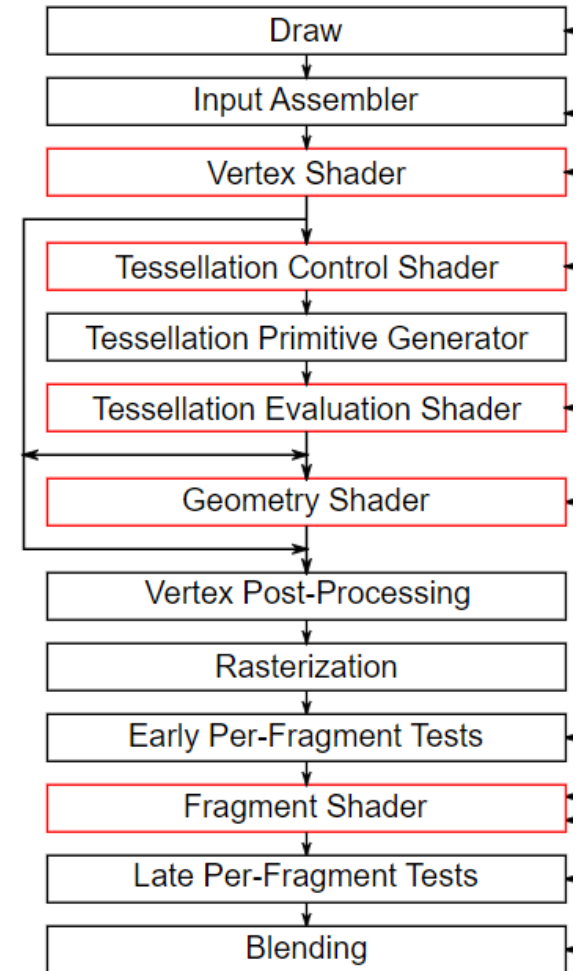 Draw
Input Assembler
Vertex Shader
Tessellation Control Shader
Tessellation Primitive Generator
Tessellation Evaluation Shader
Geometry Shader
Vertex Post-Processing
Rasterization
Early Per-Fragment Tests
Fragment Shader
Late Per-Fragment Tests
Blending